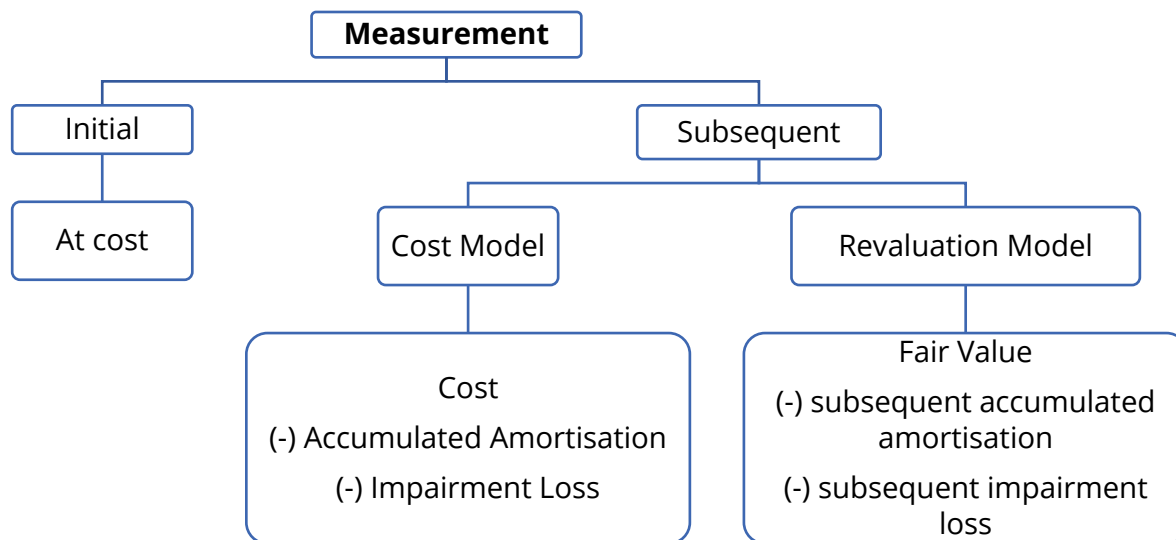 Measurement
Initial
Subsequent
At cost
Cost Model
Revaluation Model
Cost
(-) Accumulated Amortisation
(-) Impairment Loss
Fair Value
(-) subsequent accumulated
amortisation
(-) subsequent impairment
loss